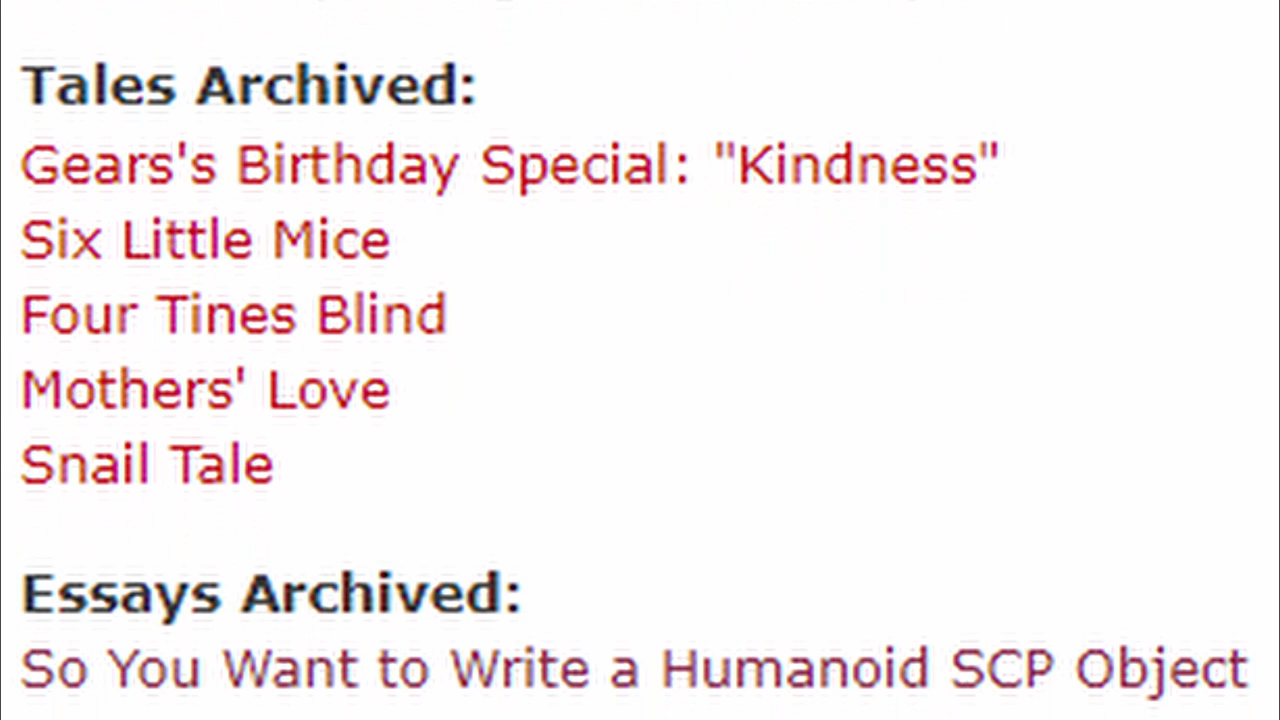 Tales Archived:
Gears's Birthday Special: "Kindness"
Six Little Mice
Four Tines Blind
Mothers' Love
Snail Tale
Essays Archived:
So You Want to Write a Humanoid SCP Object